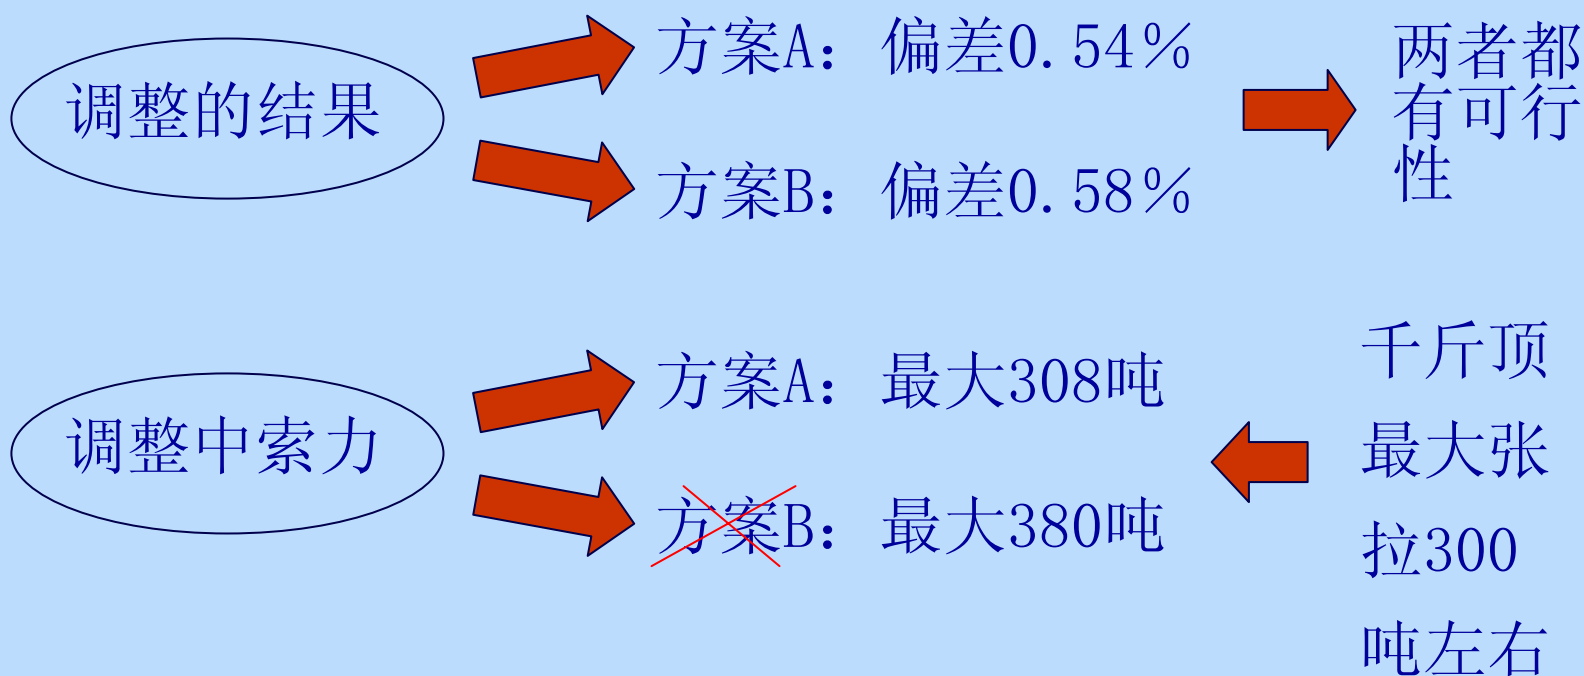 调整的结果
方案A：偏差0.54%
方案B：偏差0.58%
两者都
有可行
性
调整中索力
方案A：最大308吨
方案B：最大380吨
千斤顶
最大张
拉300
吨左右